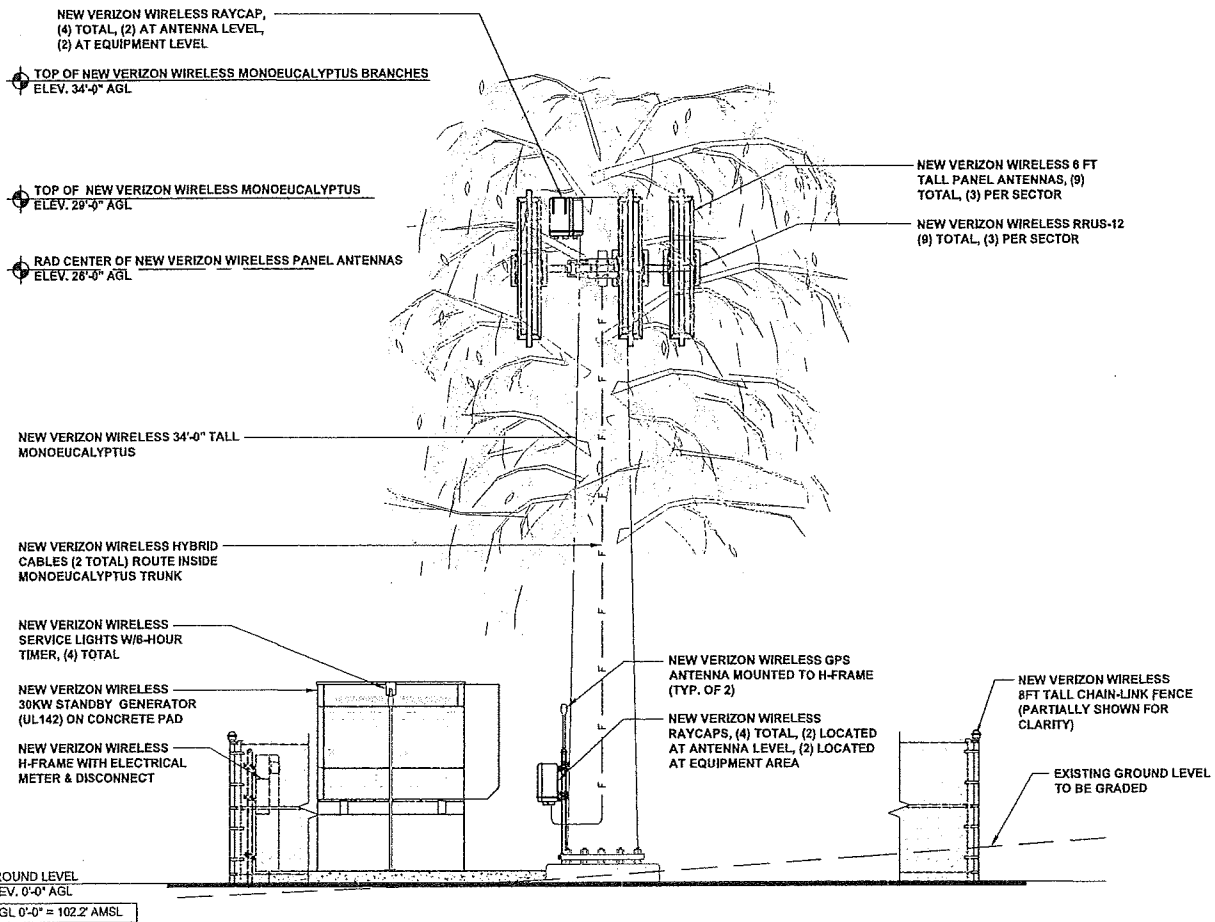 NEW VERIZON WIRELESS RAYCAP,
(4) TOTAL, (2) AT ANTENNA LEVEL,
(2) AT EQUIPMENT LEVEL
TOP OF NEW VERIZON WIRELESS MONOEUCALYPTUS BRANCHES
ELEV. 34'-0" AGL
NEW VERIZON WIRELESS 6 FT
TALL PANEL ANTENNAS, (9)
TOTAL, (3) PER SECTOR
TOP OF NEW VERIZON WIRELESS MONOEUCALYPTUS
ELEV. 29'-0" AGL
NEW VERIZON WIRELESS RRUS-12
(9) TOTAL, (3) PER SECTOR
RAD CENTER OF NEW VERIZON WIRELESS PANEL ANTENNAS
ELEV. 26'-0" AGL
NEW VERIZON WIRELESS 34'-0" TALL
MONOEUCALYPTUS
NEW VERIZON WIRELESS HYBRID
CABLES (2 TOTAL) ROUTE INSIDE
MONOEUCALYPTUS TRUNK
NEW VERIZON WIRELESS
SERVICE LIGHTS W/6-HOUR
TIMER, (4) TOTAL
NEW VERIZON WIRELESS
30KW STANDBY GENERATOR
(UL142) ON CONCRETE PAD
NEW VERIZON WIRELESS
H-FRAME WITH ELECTRICAL
METER & DISCONNECT
NEW VERIZON WIRELESS GPS
ANTENNA MOUNTED TO H-FRAME
(TYP. OF 2)
NEW VERIZON WIRELESS
RAYCAPS, (4) TOTAL, (2) LOCATED
AT ANTENNA LEVEL, (2) LOCATED
AT EQUIPMENT AREA
NEW VERIZON WIRELESS
8FT TALL CHAIN-LINK FENCE
(PARTIALLY SHOWN FOR
CLARITY)
EXISTING GROUND LEVEL
TO BE GRADED
F
F
F
F
F
F
F
F
F
F
ROUND LEVEL
EV. 0'-0" AGL
GL 0'-0" = 102.2' AMSL